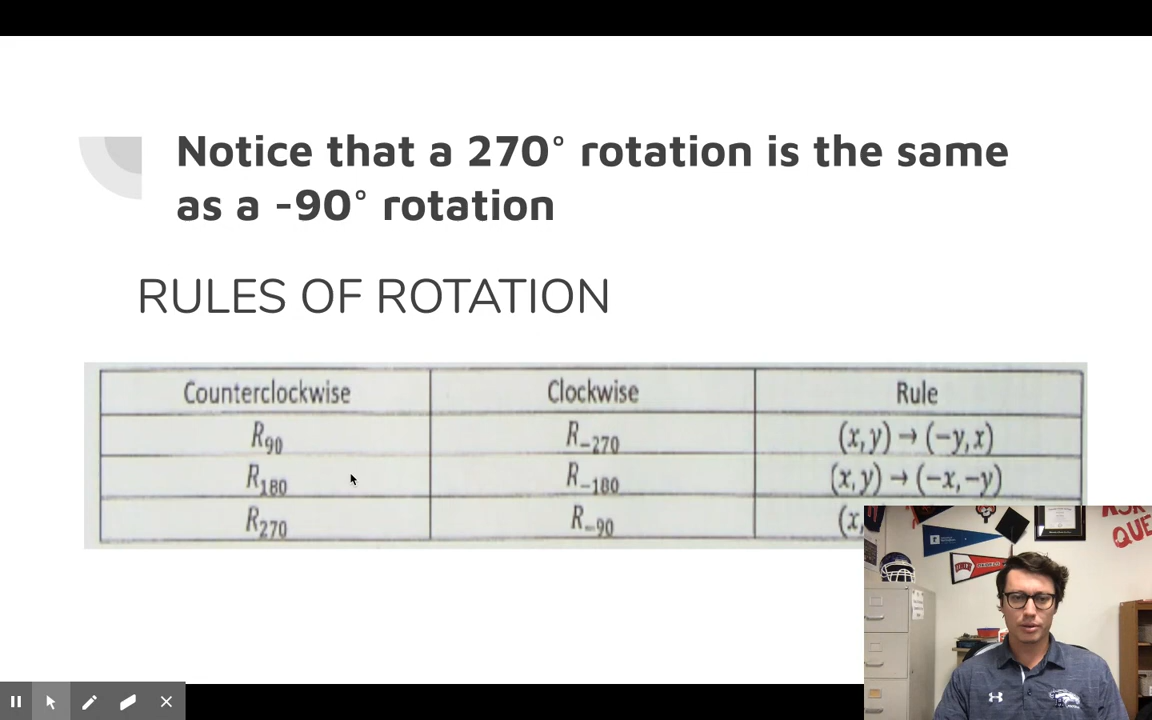 Notice that a 270° rotation is the same
as a -90° rotation
RULES OF ROTATION
Counterclockwise Clockwise Rule
R₉₀ R₋₂₇₀ (x,y) → (−y,x)
R₁₈₀ R₋₁₈₀ (x,y) → (−x,−y)
R₂₇₀ R₋₉₀ (x,
QUE